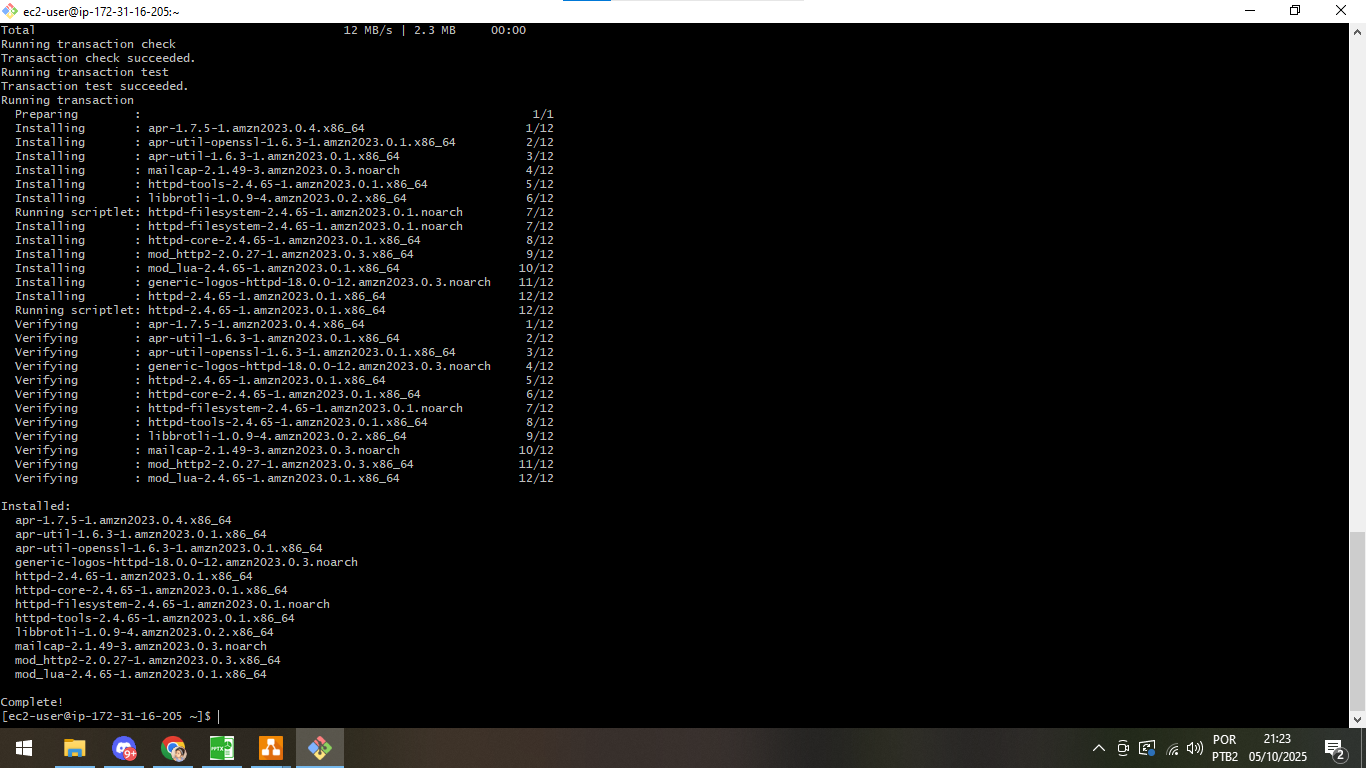 ec2-user@ip-172-31-16-205:~
Total 12 MB/s | 2.3 MB 00:00
Running transaction check
Transaction check succeeded.
Running transaction test
Transaction test succeeded.
Running transaction
Preparing : 1/1
Installing : apr-1.7.5-1.amzn2023.0.4.x86_64 1/12
Installing : apr-util-openssl-1.6.3-1.amzn2023.0.1.x86_64 2/12
Installing : apr-util-1.6.3-1.amzn2023.0.1.x86_64 3/12
Installing : mailcap-2.1.49-3.amzn2023.0.3.noarch 4/12
Installing : httpd-tools-2.4.65-1.amzn2023.0.1.x86_64 5/12
Installing : libbrotli-1.0.9-4.amzn2023.0.2.x86_64 6/12
Running scriptlet: httpd-filesystem-2.4.65-1.amzn2023.0.1.noarch 7/12
Installing : httpd-filesystem-2.4.65-1.amzn2023.0.1.noarch 7/12
Installing : httpd-core-2.4.65-1.amzn2023.0.1.x86_64 8/12
Installing : mod_http2-2.0.27-1.amzn2023.0.3.x86_64 9/12
Installing : mod_lua-2.4.65-1.amzn2023.0.1.x86_64 10/12
Installing : generic-logos-httpd-18.0.0-12.amzn2023.0.3.noarch 11/12
Installing : httpd-2.4.65-1.amzn2023.0.1.x86_64 12/12
Running scriptlet: httpd-2.4.65-1.amzn2023.0.1.x86_64 12/12
Verifying : apr-1.7.5-1.amzn2023.0.4.x86_64 1/12
Verifying : apr-util-1.6.3-1.amzn2023.0.1.x86_64 2/12
Verifying : apr-util-openssl-1.6.3-1.amzn2023.0.1.x86_64 3/12
Verifying : generic-logos-httpd-18.0.0-12.amzn2023.0.3.noarch 4/12
Verifying : httpd-2.4.65-1.amzn2023.0.1.x86_64 5/12
Verifying : httpd-core-2.4.65-1.amzn2023.0.1.x86_64 6/12
Verifying : httpd-filesystem-2.4.65-1.amzn2023.0.1.noarch 7/12
Verifying : httpd-tools-2.4.65-1.amzn2023.0.1.x86_64 8/12
Verifying : libbrotli-1.0.9-4.amzn2023.0.2.x86_64 9/12
Verifying : mailcap-2.1.49-3.amzn2023.0.3.noarch 10/12
Verifying : mod_http2-2.0.27-1.amzn2023.0.3.x86_64 11/12
Verifying : mod_lua-2.4.65-1.amzn2023.0.1.x86_64 12/12
Installed:
apr-1.7.5-1.amzn2023.0.4.x86_64
apr-util-1.6.3-1.amzn2023.0.1.x86_64
apr-util-openssl-1.6.3-1.amzn2023.0.1.x86_64
generic-logos-httpd-18.0.0-12.amzn2023.0.3.noarch
httpd-2.4.65-1.amzn2023.0.1.x86_64
httpd-core-2.4.65-1.amzn2023.0.1.x86_64
httpd-filesystem-2.4.65-1.amzn2023.0.1.noarch
httpd-tools-2.4.65-1.amzn2023.0.1.x86_64
libbrotli-1.0.9-4.amzn2023.0.2.x86_64
mailcap-2.1.49-3.amzn2023.0.3.noarch
mod_http2-2.0.27-1.amzn2023.0.3.x86_64
mod_lua-2.4.65-1.amzn2023.0.1.x86_64
Complete!
[ec2-user@ip-172-31-16-205 ~]$
9+
PPTX
POR 21:23
PTB2 05/10/2025
2